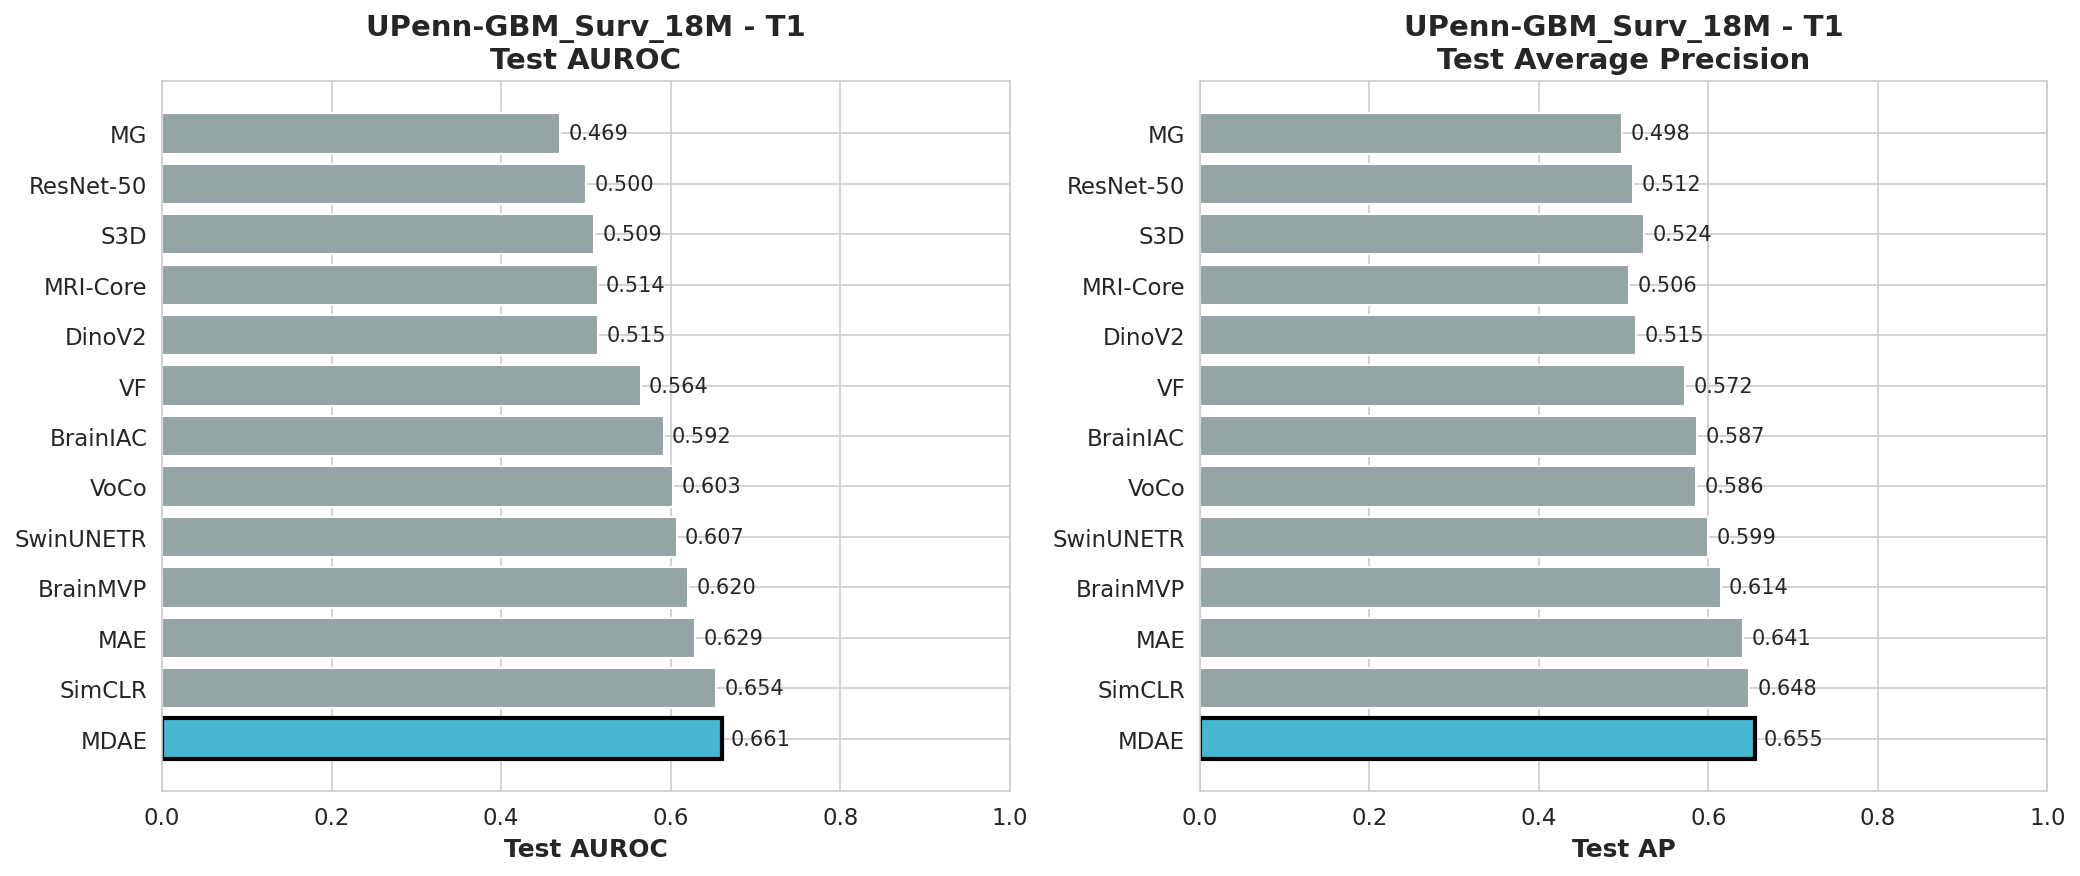 UPenn-GBM_Surv_18M - T1
Test AUROC
MG 0.469
ResNet-50 0.500
S3D 0.509
MRI-Core 0.514
DinoV2 0.515
VF 0.564
BrainIAC 0.592
VoCo 0.603
SwinUNETR 0.607
BrainMVP 0.620
MAE 0.629
SimCLR 0.654
MDAE 0.661
0.0 0.2 0.4 0.6 0.8 1.0
Test AUROC
UPenn-GBM_Surv_18M - T1
Test Average Precision
MG 0.498
ResNet-50 0.512
S3D 0.524
MRI-Core 0.506
DinoV2 0.515
VF 0.572
BrainIAC 0.587
VoCo 0.586
SwinUNETR 0.599
BrainMVP 0.614
MAE 0.641
SimCLR 0.648
MDAE 0.655
0.0 0.2 0.4 0.6 0.8 1.0
Test AP